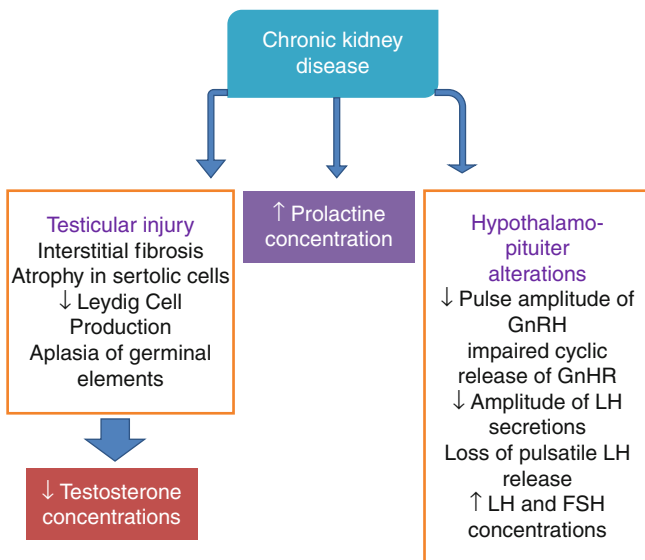 Chronic kidney
disease
Testicular injury
Interstitial fibrosis
Atrophy in sertolic cells
↓ Leydig Cell
Production
Aplasia of germinal
elements
↓ Testosterone
concentrations
↑ Prolactine
concentration
Hypothalamo-
pituiter
alterations
↓ Pulse amplitude of
GnRH
impaired cyclic
release of GnHR
↓ Amplitude of LH
secretions
Loss of pulsatile LH
release
↑ LH and FSH
concentrations